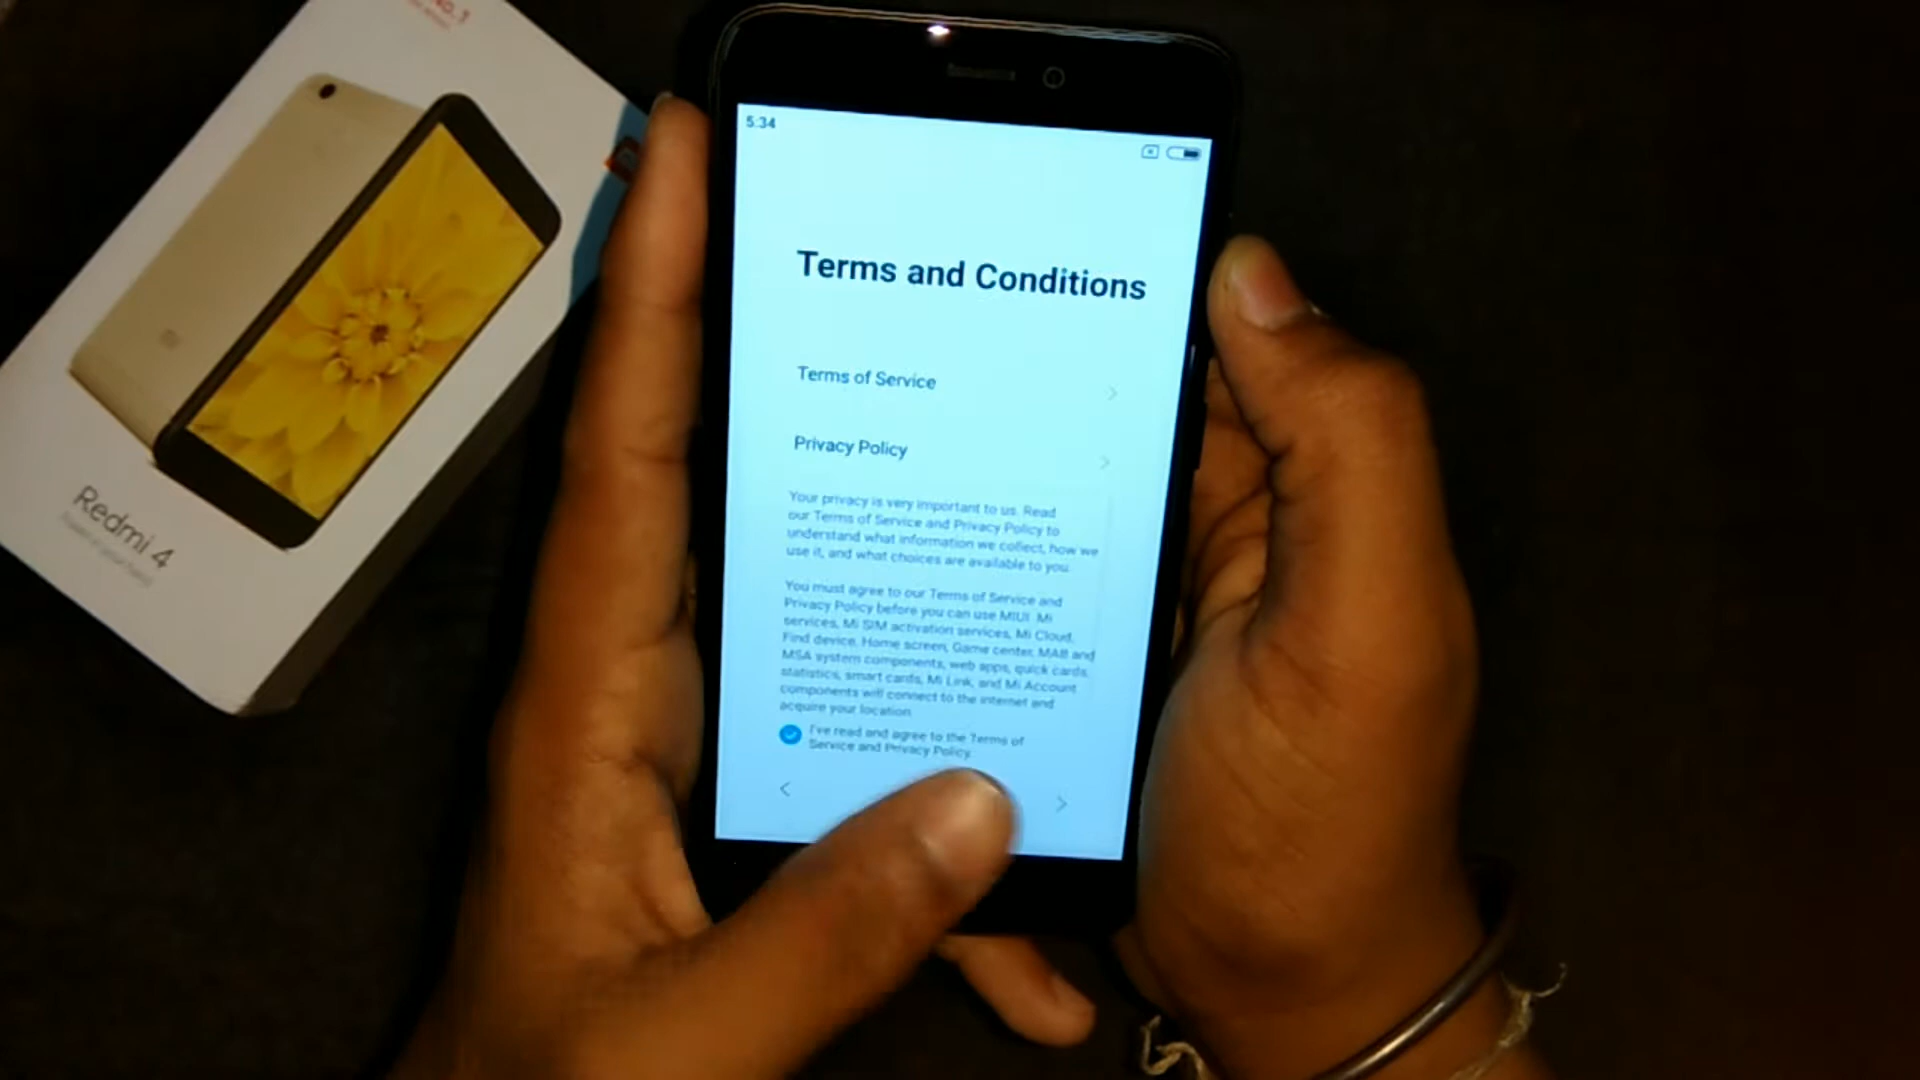 No.1
Redmi 4
5:34
Terms and Conditions
Terms of Service
Privacy Policy
Your privacy is very important to us. Read
our Terms of Service and Privacy Policy to
understand what information we collect, how we
use it, and what choices are available to you.
You must agree to our Terms of Service and
Privacy Policy before you can use MIUI. Mi
services, Mi SIM activation services, Mi Cloud,
Find device, Home screen, Game center, MAB and
MSA system components, web apps, quick cards,
statistics, smart cards, Mi Link, and Mi Account
components will connect to the internet and
acquire your location.
I've read and agree to the Terms of
Service and Privacy Policy.